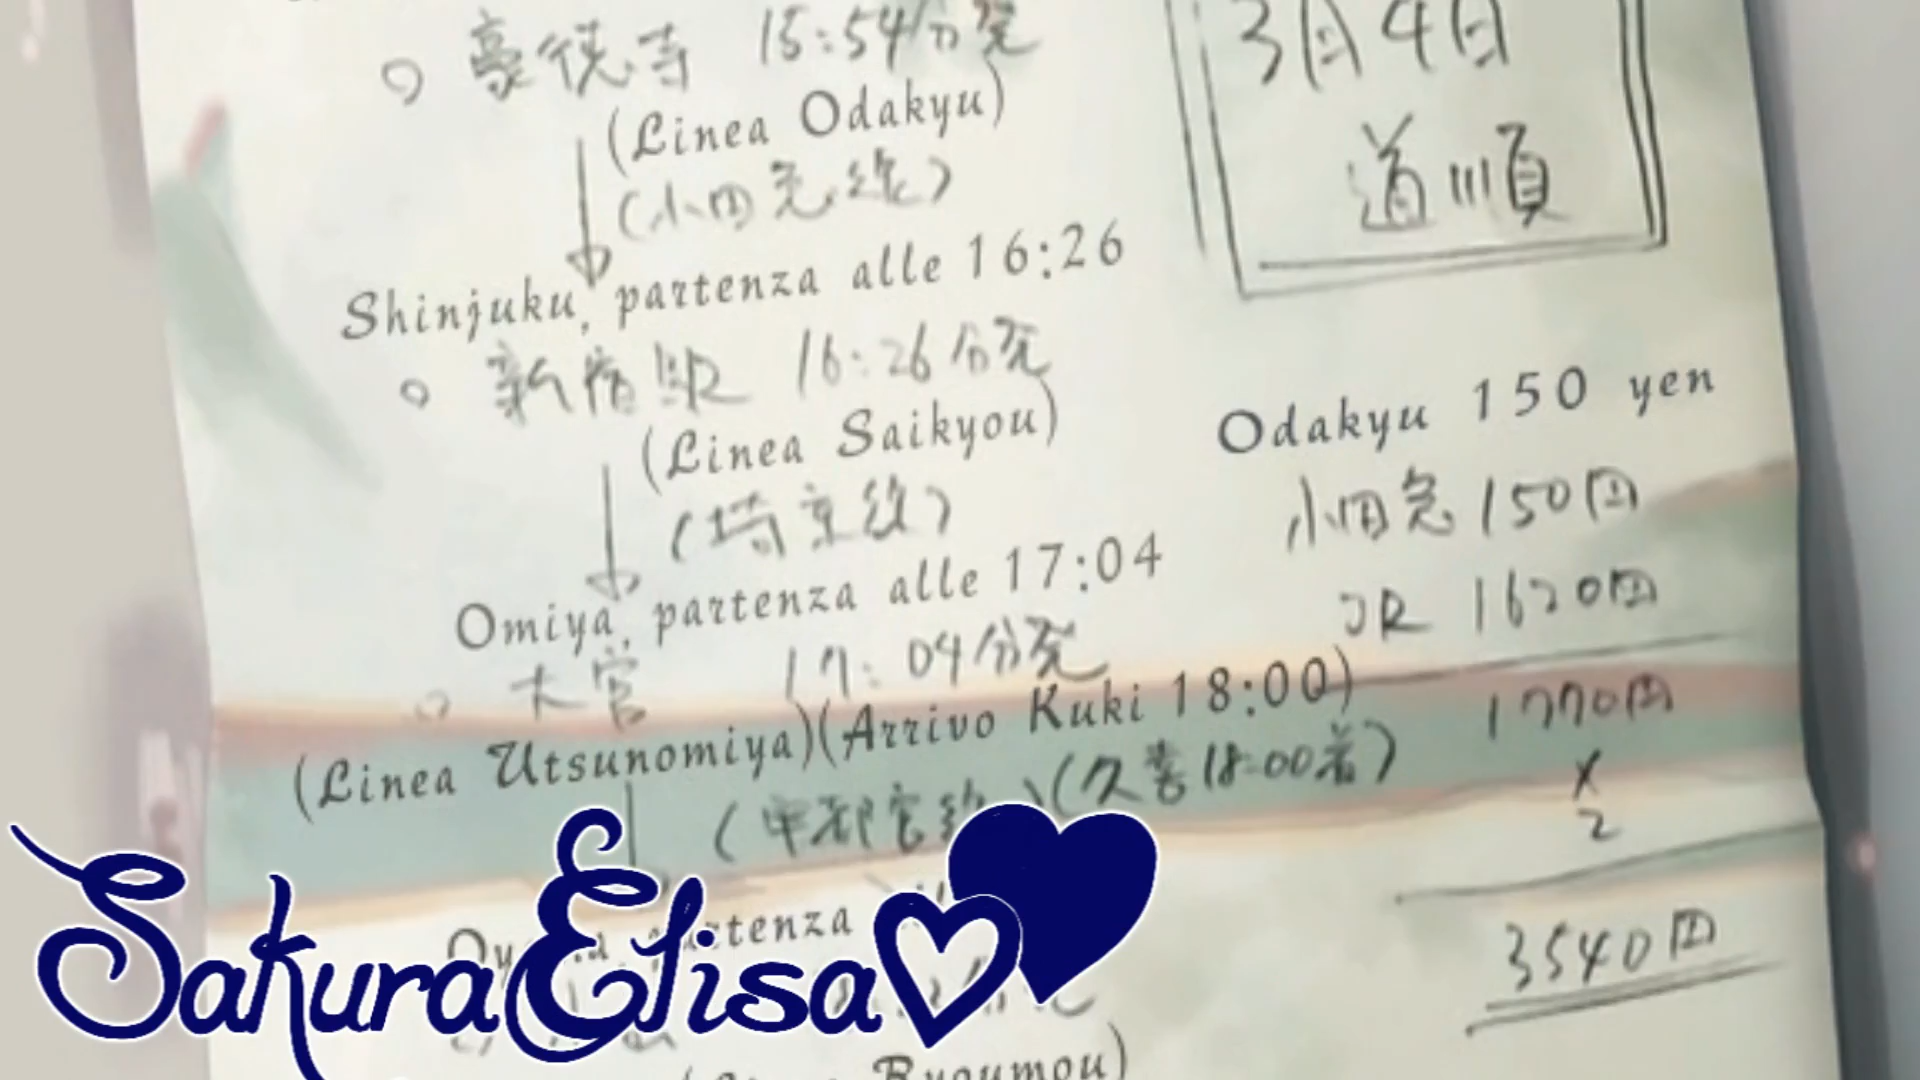 豪徳寺 15:54分発
(Linea Odakyu)
(小田急線)
Shinjuku, partenza alle 16:26
新宿駅 16:26分発
(Linea Saikyou)
(埼京線)
Omiya, partenza alle 17:04
大宮 17:04分発
(Linea Utsunomiya)(Arrivo Kuki 18:00)
(宇都宮線)(久喜18:00着)
partenza
Ryoumou)
3月4日
道順
Odakyu 150 yen
小田急 150円
JR 1620円
1770円
×
2
3540円
SakuraElisa